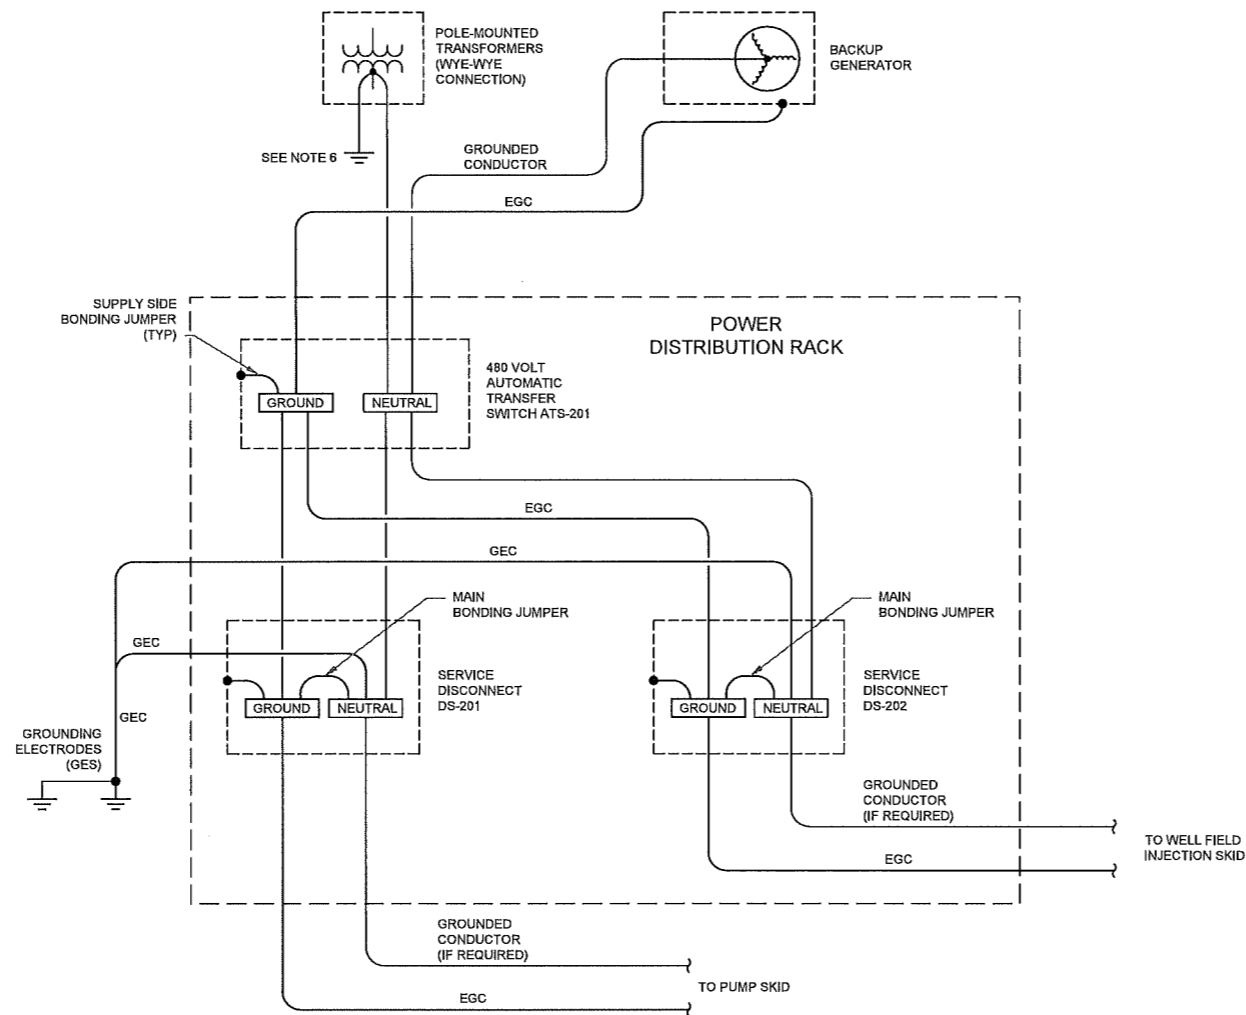 POLE-MOUNTED
TRANSFORMERS
(WYE-WYE
CONNECTION)
BACKUP
GENERATOR
SEE NOTE 6
GROUNDED
CONDUCTOR
EGC
SUPPLY SIDE
BONDING JUMPER
(TYP)
POWER
DISTRIBUTION RACK
480 VOLT
AUTOMATIC
TRANSFER
SWITCH ATS-201
GROUND
NEUTRAL
EGC
GEC
MAIN
BONDING JUMPER
MAIN
BONDING JUMPER
GEC
SERVICE
DISCONNECT
DS-201
SERVICE
DISCONNECT
DS-202
GROUND
NEUTRAL
GROUND
NEUTRAL
GEC
GROUNDING
ELECTRODES
(GES)
GROUNDED
CONDUCTOR
(IF REQUIRED)
TO WELL FIELD
INJECTION SKID
EGC
GROUNDED
CONDUCTOR
(IF REQUIRED)
TO PUMP SKID
EGC